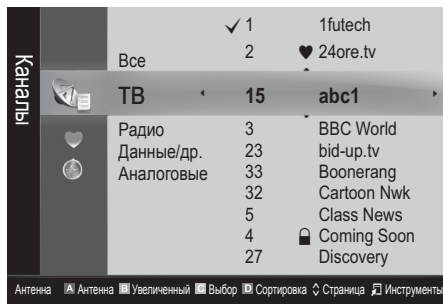 Каналы
✓ 1 1futech
Все 2 ♥ 24ore.tv
ТВ 15 abc1
Радио 3 BBC World
Данные/др. 23 bid-up.tv
Аналоговые 33 Boonerang
32 Cartoon Nwk
5 Class News
4 Coming Soon
27 Discovery
Антенна A Антенна B Увеличенный C Выбор D Сортировка Страница Инструменты